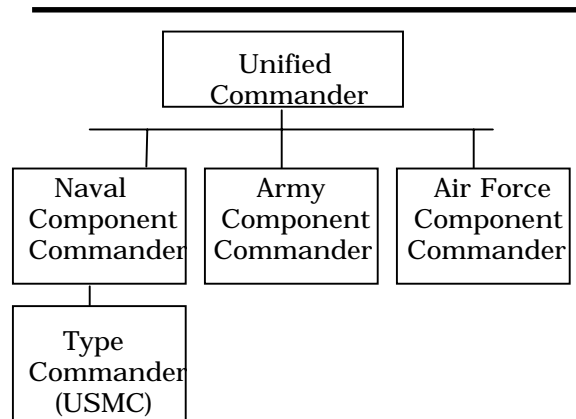 Unified
Commander
Naval
Component
Commander
Army
Component
Commander
Air Force
Component
Commander
Type
Commander
(USMC)